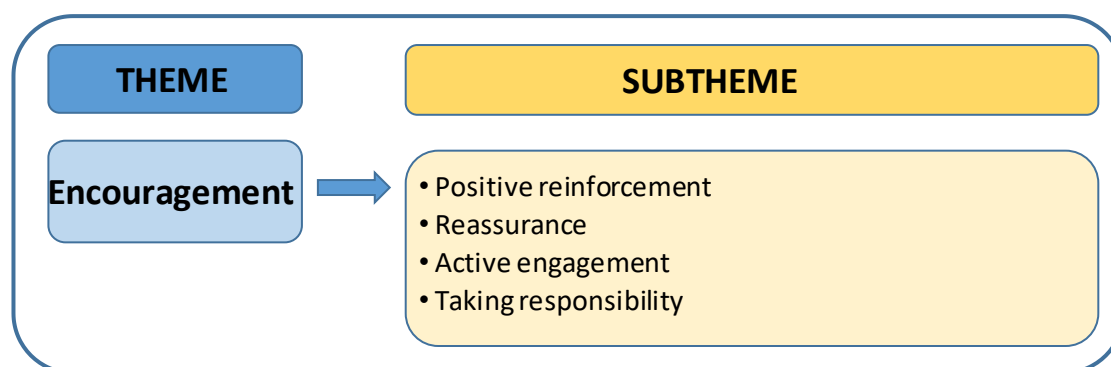 THEME
SUBTHEME
Encouragement
• Positive reinforcement
• Reassurance
• Active engagement
• Taking responsibility